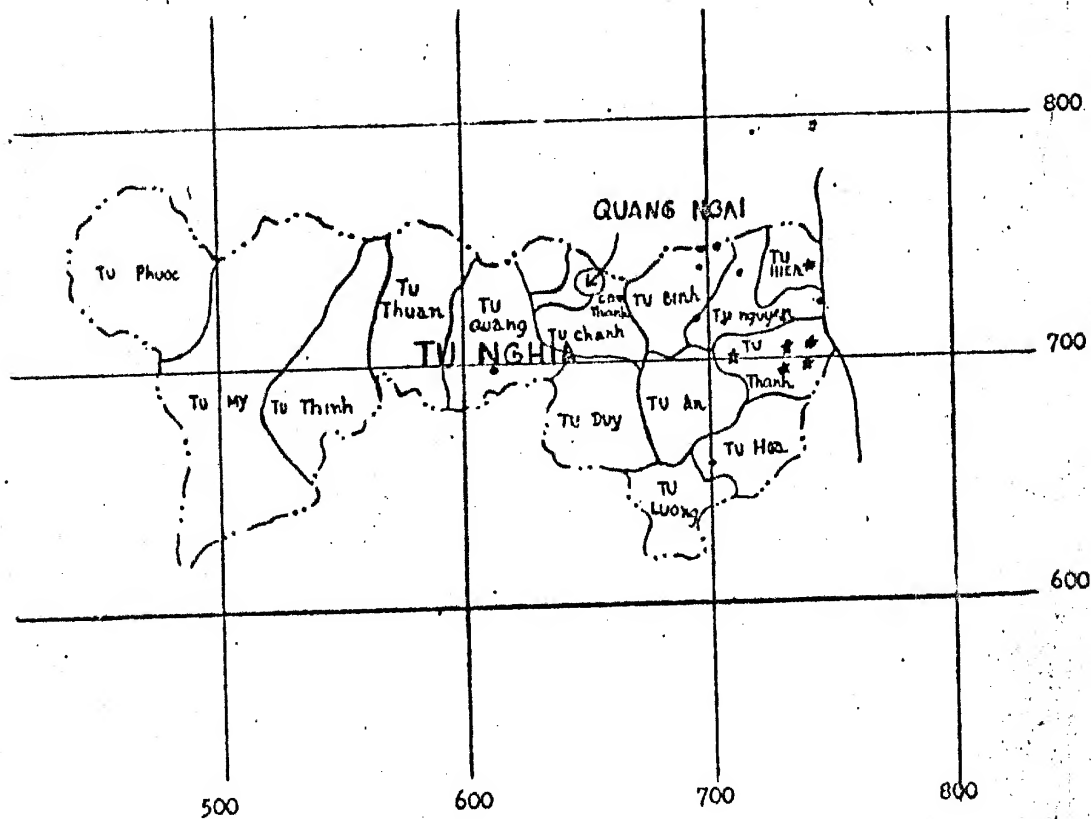 800
QUANG NGAI
Tu Phuoc
Tu
Thuan
Tu
Quang
Tu Chanh
Tu Binh
Tu
Hien
Tu nguyen
TU NGHIA
Tu
Thanh
700
Tu My
Tu Thinh
Tu Duy
Tu An
Tu Hoa
Tu
Luong
600
500
600
700
800